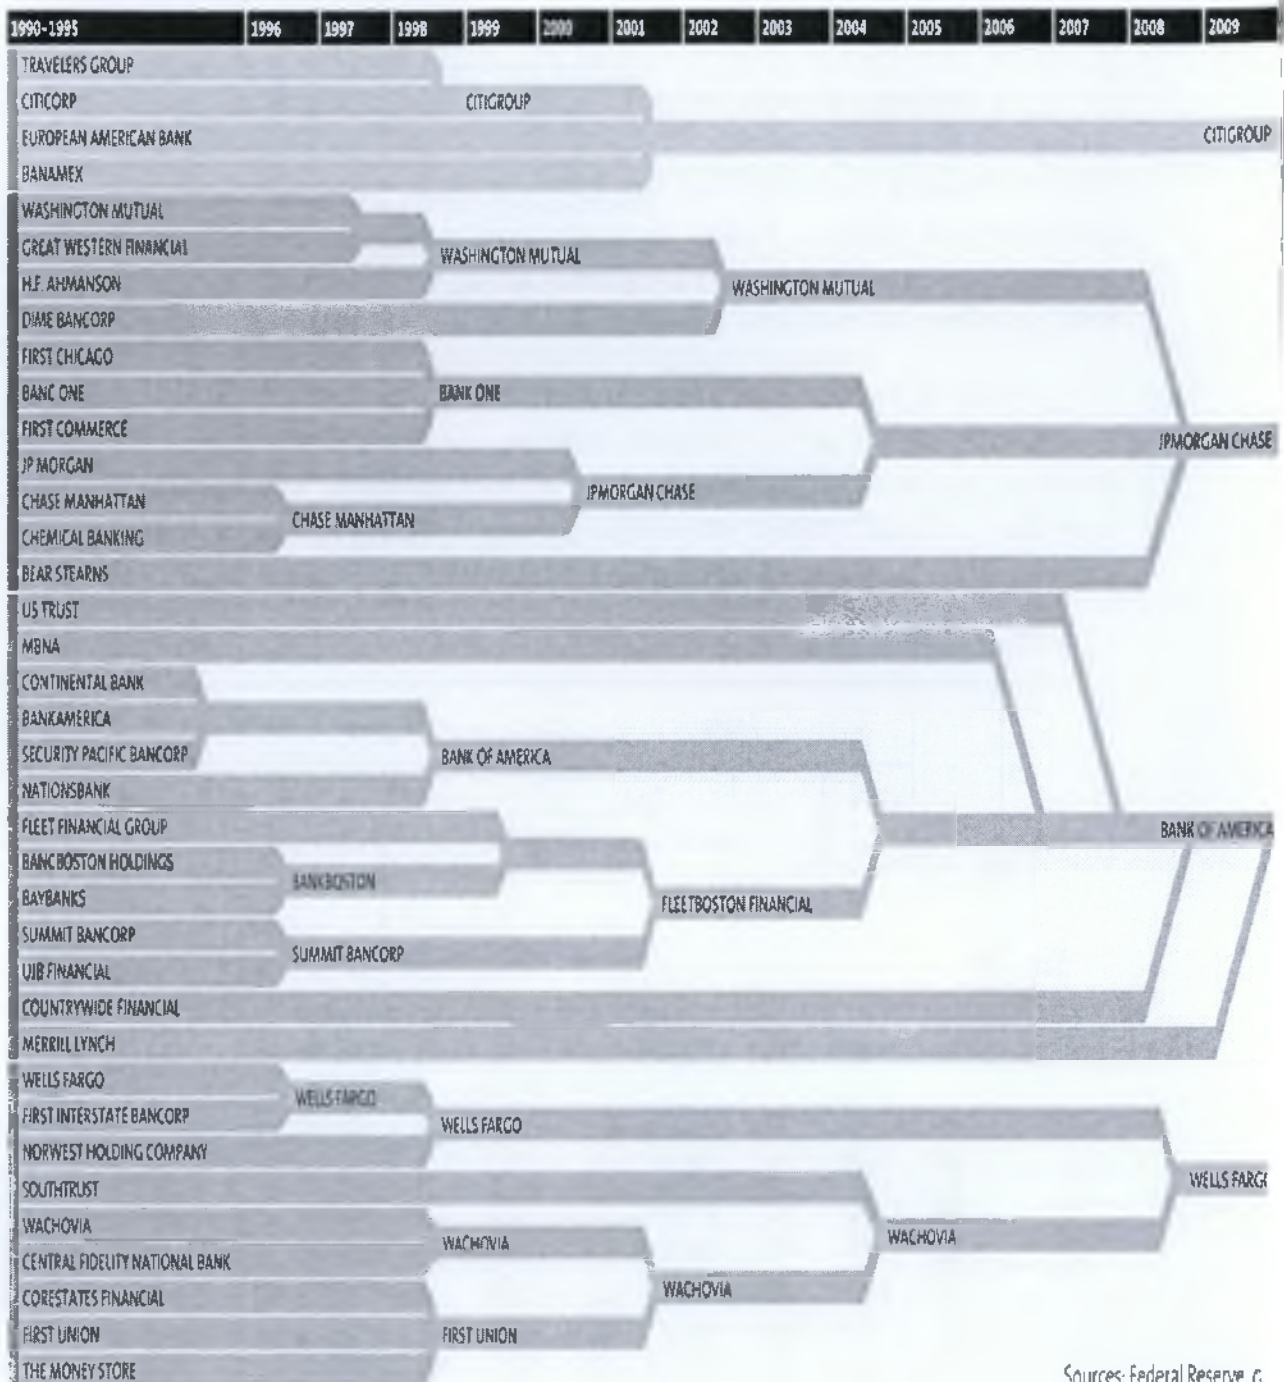 1990-1995 1996 1997 1998 1999 2000 2001 2002 2003 2004 2005 2006 2007 2008 2009
TRAVELERS GROUP
CITICORP CITIGROUP
EUROPEAN AMERICAN BANK CITIGROUP
BANAMEX
WASHINGTON MUTUAL
GREAT WESTERN FINANCIAL
WASHINGTON MUTUAL
H.F. AHMANSON WASHINGTON MUTUAL
DIME BANCORP
FIRST CHICAGO
BANC ONE BANK ONE
FIRST COMMERCE
JPMORGAN CHASE
JP MORGAN
CHASE MANHATTAN JPMORGAN CHASE
CHASE MANHATTAN
CHEMICAL BANKING
BEAR STEARNS
US TRUST
MBNA
CONTINENTAL BANK
BANKAMERICA
SECURITY PACIFIC BANCORP BANK OF AMERICA
NATIONSBANK
FLEET FINANCIAL GROUP BANK OF AMERICA
BANCBOSTON HOLDINGS
BANKBOSTON
BAYBANKS FLEETBOSTON FINANCIAL
SUMMIT BANCORP
SUMMIT BANCORP
UJB FINANCIAL
COUNTRYWIDE FINANCIAL
MERRILL LYNCH
WELLS FARGO
WELLS FARGO
FIRST INTERSTATE BANCORP
WELLS FARGO
NORWEST HOLDING COMPANY
SOUTHTRUST WELLS FARG
WACHOVIA
WACHOVIA WACHOVIA
CENTRAL FIDELITY NATIONAL BANK
CORESTATES FINANCIAL WACHOVIA
FIRST UNION FIRST UNION
THE MONEY STORE
Sources: Federal Reserve